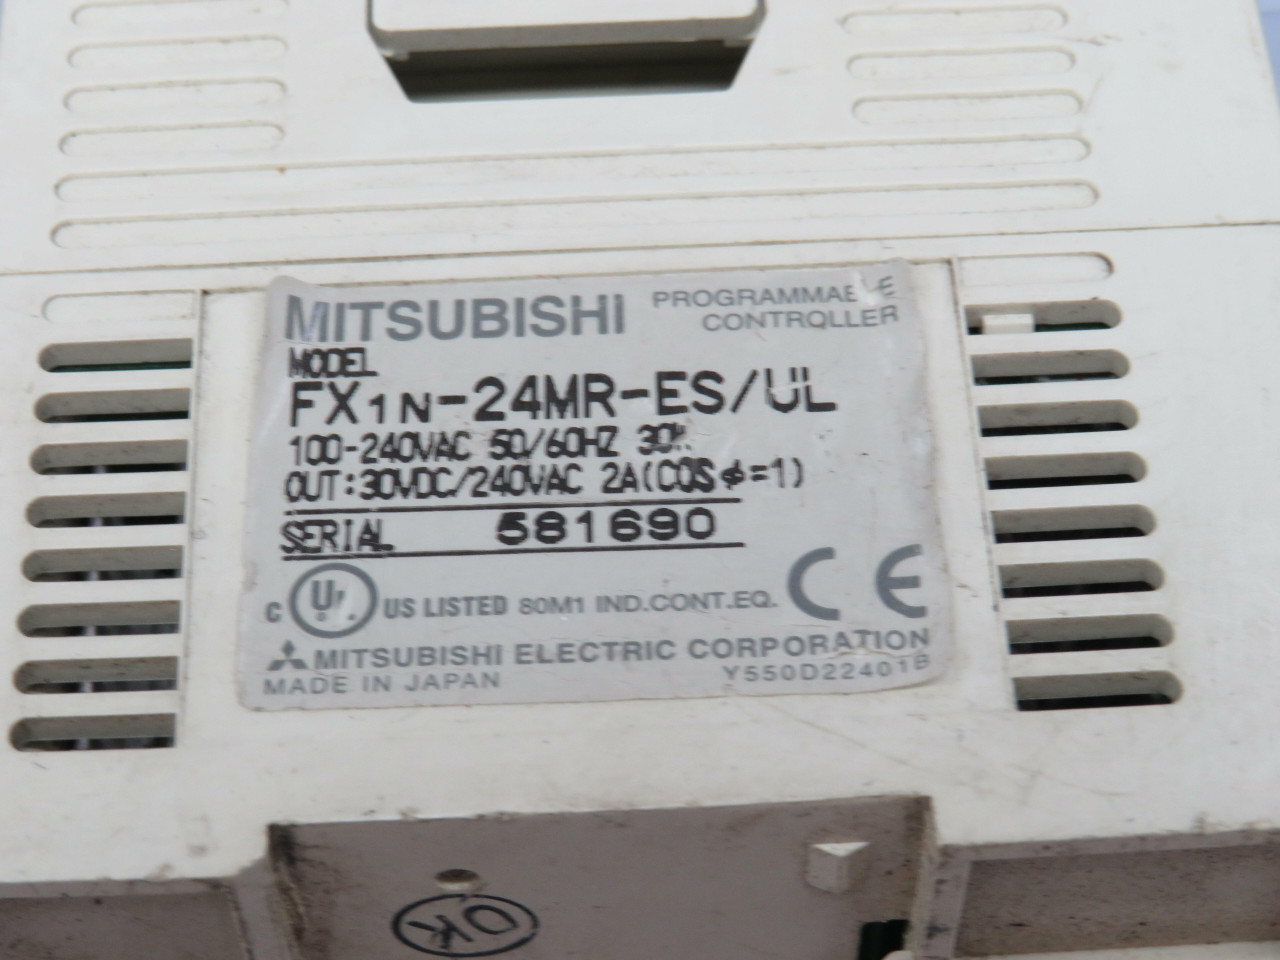 MITSUBISHI PROGRAMMABLE
CONTROLLER
MODEL
FX1N-24MR-ES/UL
100-240VAC 50/60HZ 30W
OUT:30VDC/240VAC 2A(COSφ=1)
SERIAL 581690
C UL US LISTED 80M1 IND.CONT.EQ. CE
MITSUBISHI ELECTRIC CORPORATION
MADE IN JAPAN Y550D22401B
OK